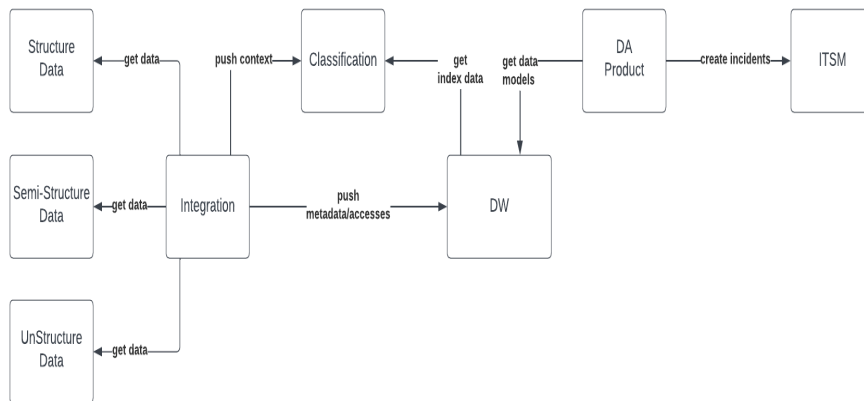 Structure
Data
get data
push context
Classification
get
index data
get data
models
DA
Product
create incidents
ITSM
Semi-Structure
Data
get data
Integration
push
metadata/accesses
DW
UnStructure
Data
get data